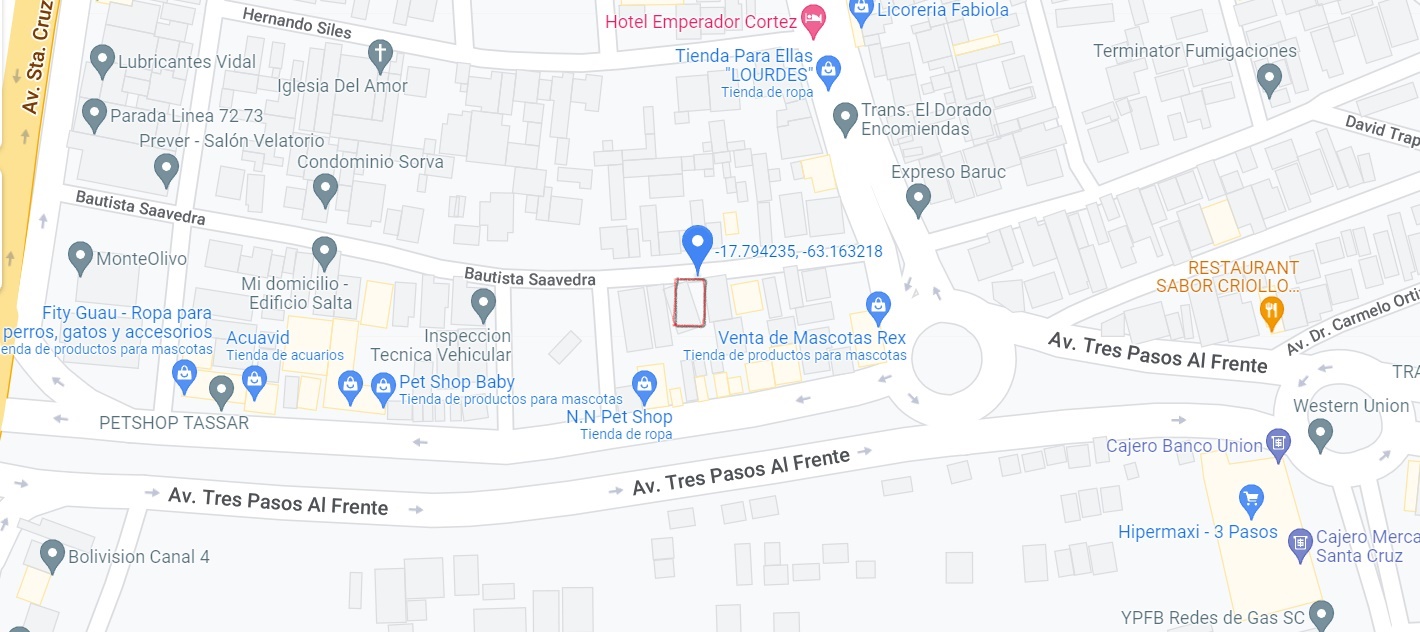 Hernando Siles
Hotel Emperador Cortez
Licoreria Fabiola
Av. Sta. Cruz
Lubricantes Vidal
Iglesia Del Amor
Tienda Para Ellas
"LOURDES"
Tienda de ropa
Terminator Fumigaciones
Parada Linea 72 73
Trans. El Dorado
Encomiendas
David Trap
Prever - Salón Velatorio
Condominio Sorva
Expreso Baruc
Bautista Saavedra
MonteOlivo
-17.794235, -63.163218
Mi domicilio -
Edificio Salta
Bautista Saavedra
RESTAURANT
SABOR CRIOLLO...
Fity Guau - Ropa para
perros, gatos y accesorios
enda de productos para mascotas
Acuavid
Tienda de acuarios
Inspeccion
Tecnica Vehicular
Venta de Mascotas Rex
Tienda de productos para mascotas
Av. Tres Pasos Al Frente
Av. Dr. Carmelo Orti
Pet Shop Baby
Tienda de productos para mascotas
TRA
PETSHOP TASSAR
N.N Pet Shop
Tienda de ropa
Western Union
Cajero Banco Union
Av. Tres Pasos Al Frente
Av. Tres Pasos Al Frente
Hipermaxi - 3 Pasos
Cajero Merca
Santa Cruz
Bolivision Canal 4
YPFB Redes de Gas SC